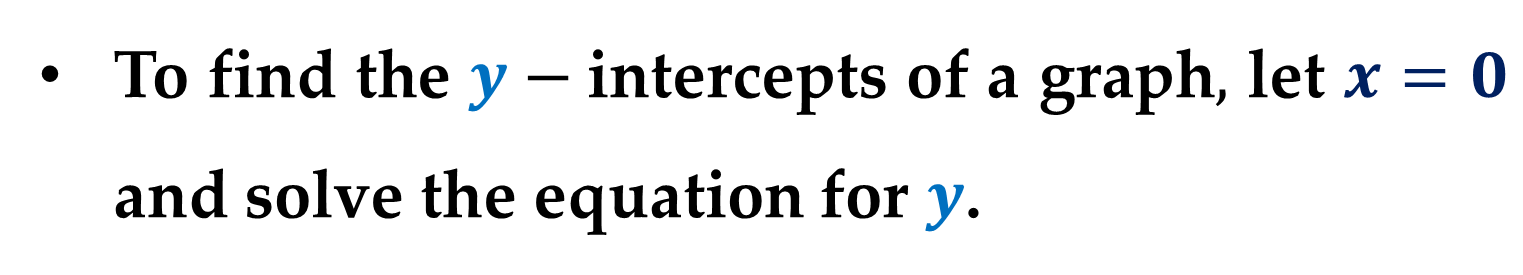 • To find the y − intercepts of a graph, let x = 0
and solve the equation for y.